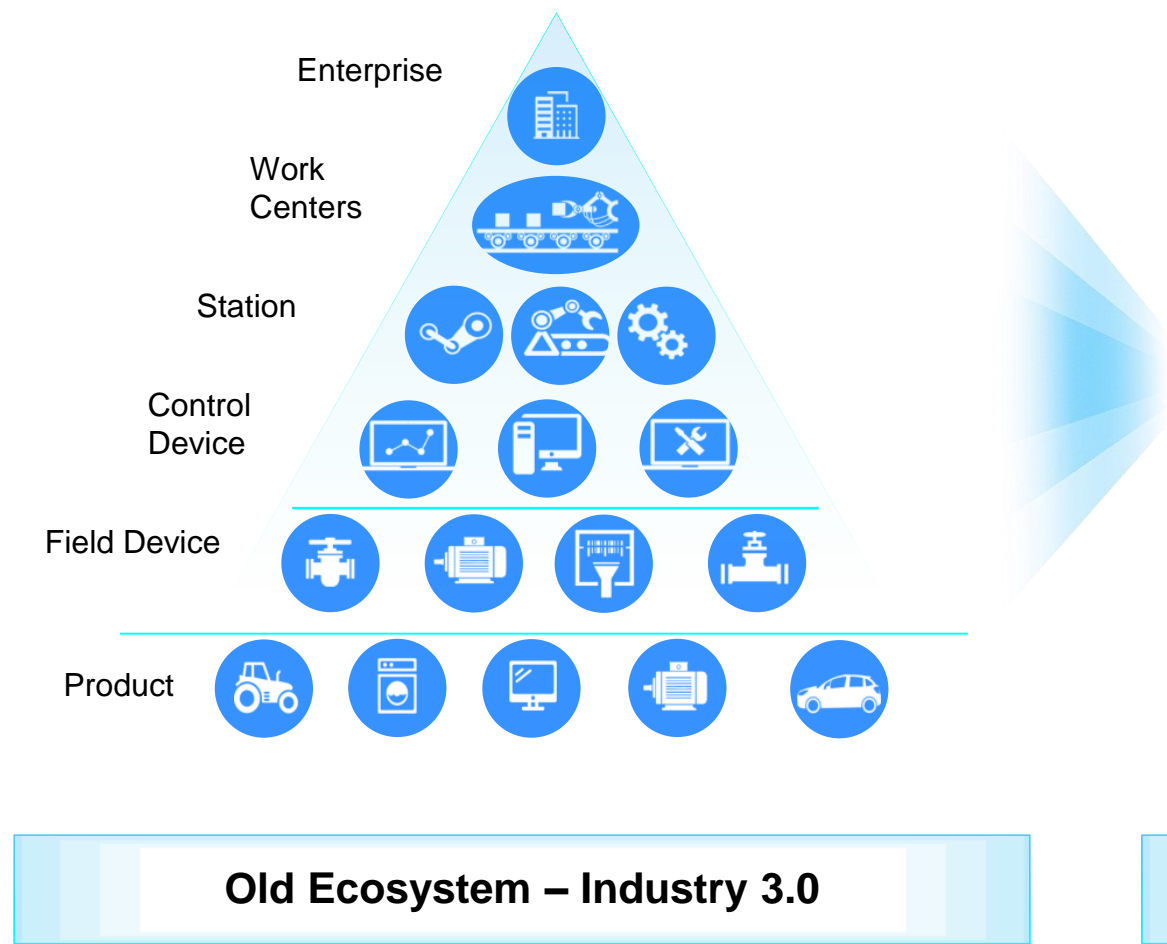 Enterprise
Work
Centers
Station
Control
Device
Field Device
Product
Old Ecosystem – Industry 3.0